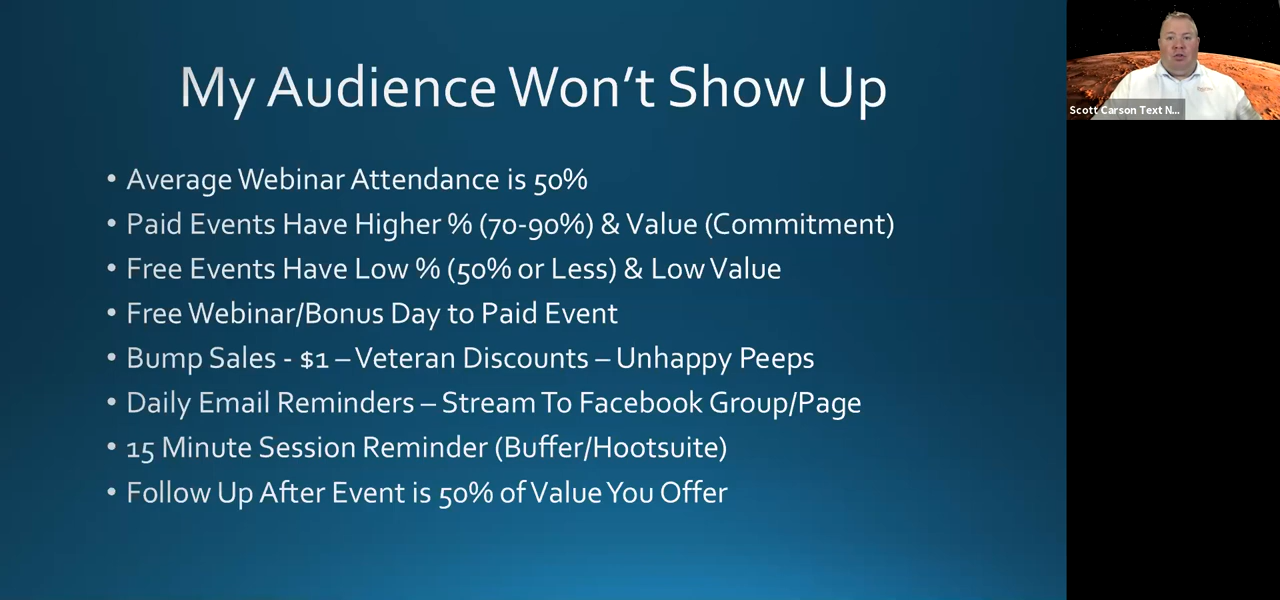 My Audience Won't Show Up
• Average Webinar Attendance is 50%
• Paid Events Have Higher % (70-90%) & Value (Commitment)
• Free Events Have Low % (50% or Less) & Low Value
• Free Webinar/Bonus Day to Paid Event
• Bump Sales - $1 – Veteran Discounts – Unhappy Peeps
• Daily Email Reminders – Stream To Facebook Group/Page
• 15 Minute Session Reminder (Buffer/Hootsuite)
• Follow Up After Event is 50% of Value You Offer
Scott Carson Text N...